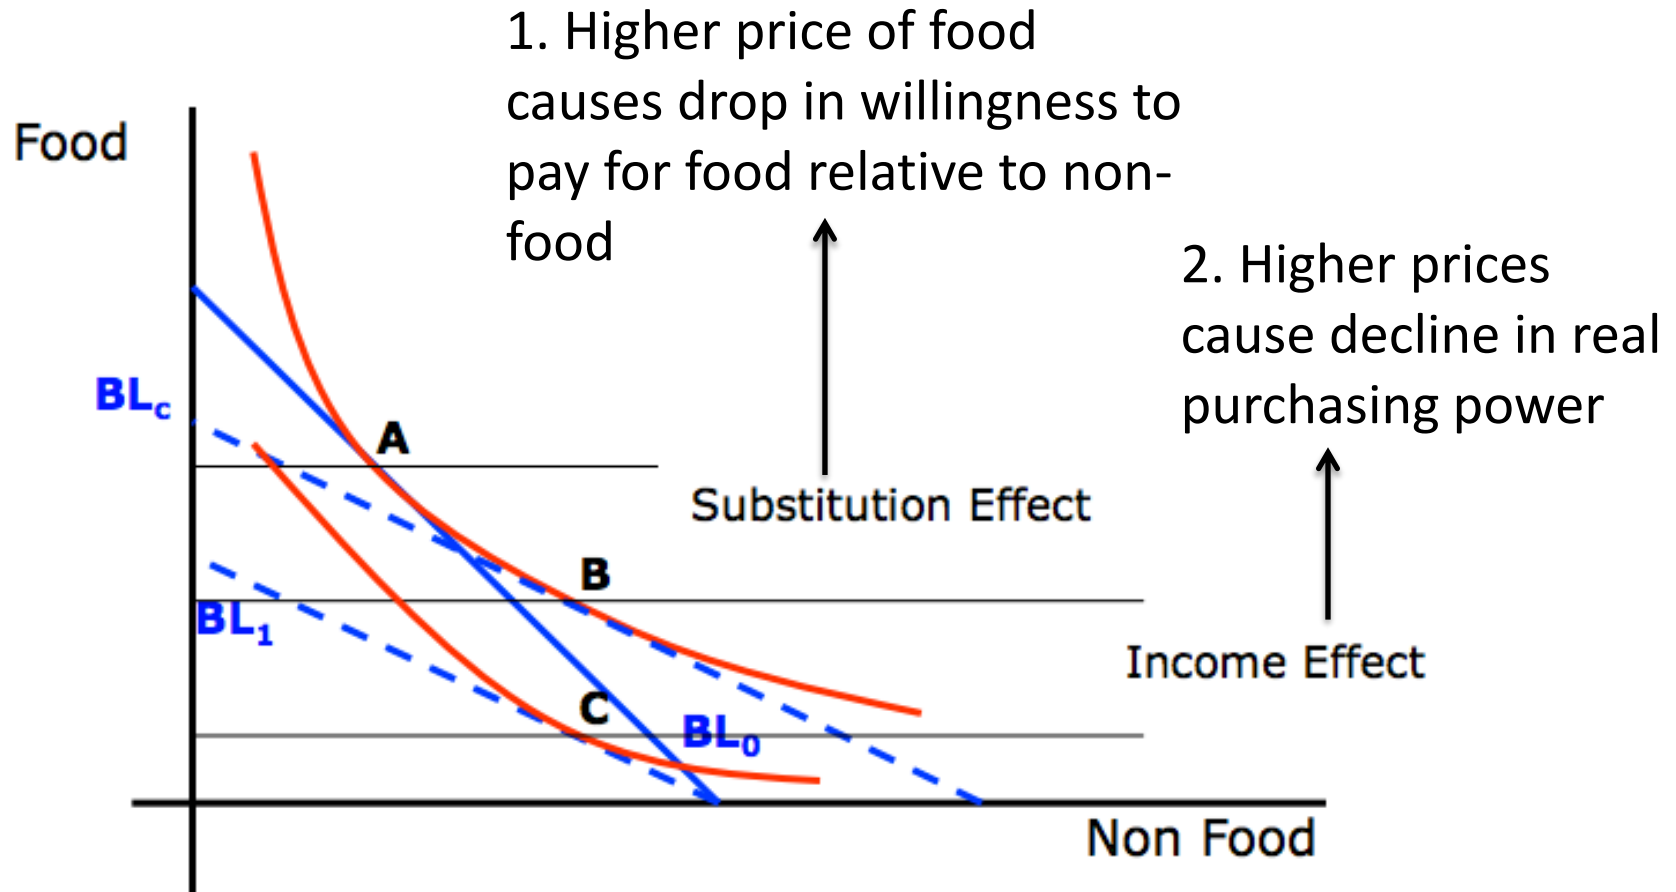 1. Higher price of food
causes drop in willingness to
pay for food relative to non-
food
Food
2. Higher prices
cause decline in real
purchasing power
BLc
A
Substitution Effect
B
BL1
Income Effect
C
BL0
Non Food